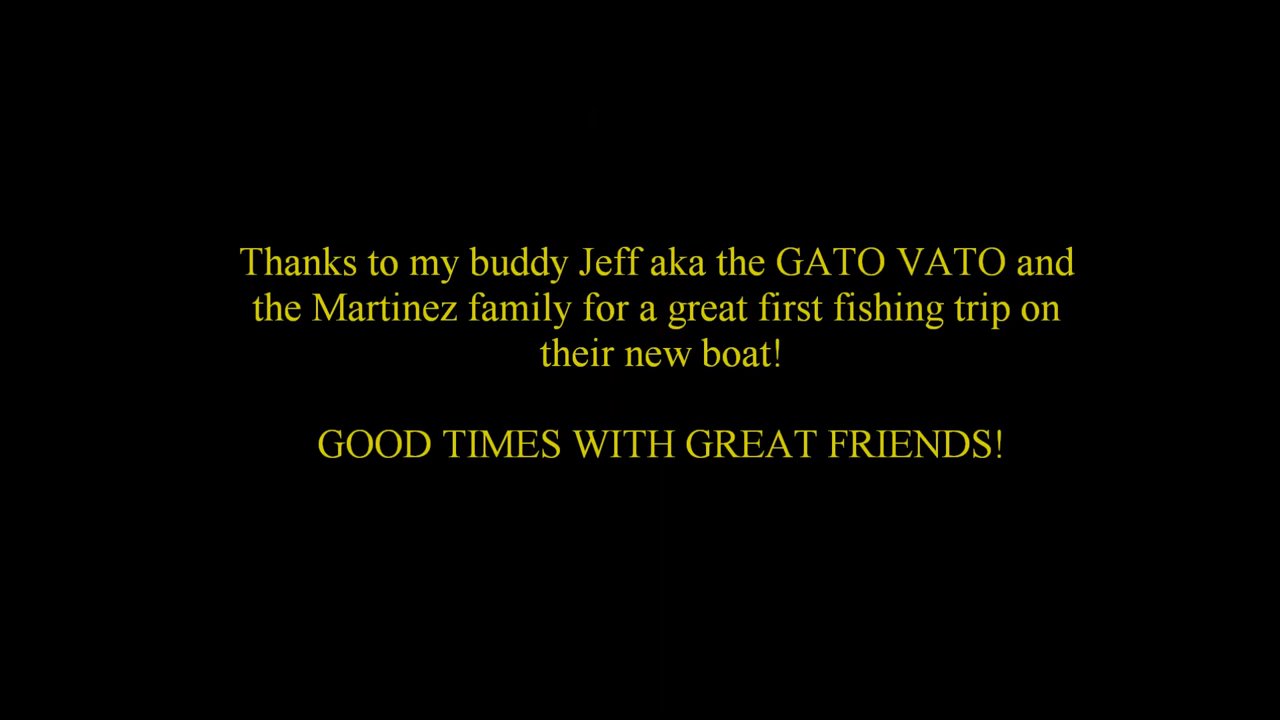 Thanks to my buddy Jeff aka the GATO VATO and
the Martinez family for a great first fishing trip on
their new boat!
GOOD TIMES WITH GREAT FRIENDS!